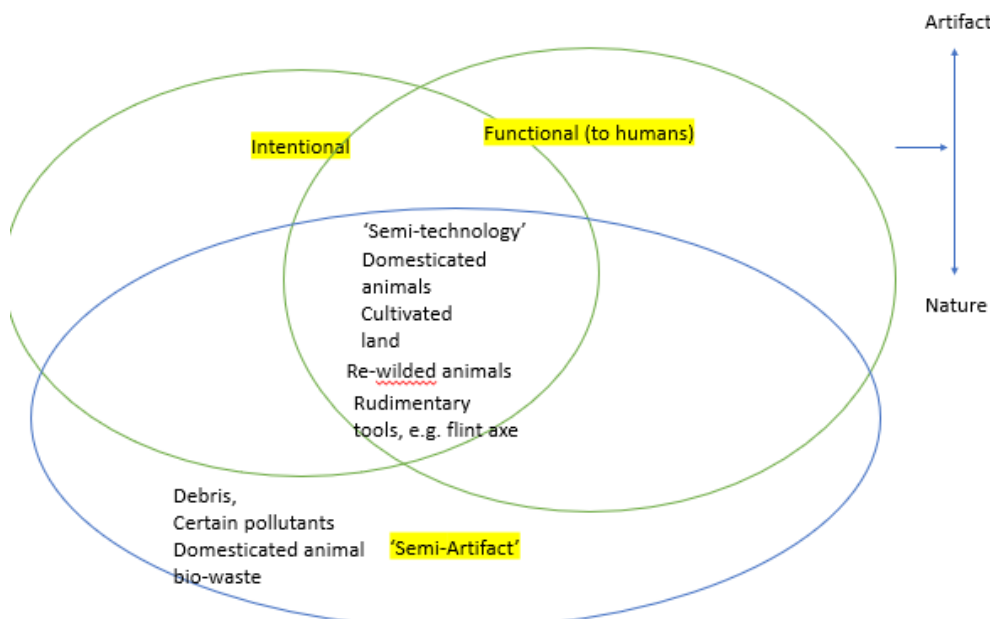 Artifact
Functional (to humans)
Intentional
‘Semi-technology’
Domesticated
animals
Cultivated
land
Nature
Re-wilded animals
Rudimentary
tools, e.g. flint axe
Debris,
Certain pollutants
Domesticated animal
bio-waste
‘Semi-Artifact’